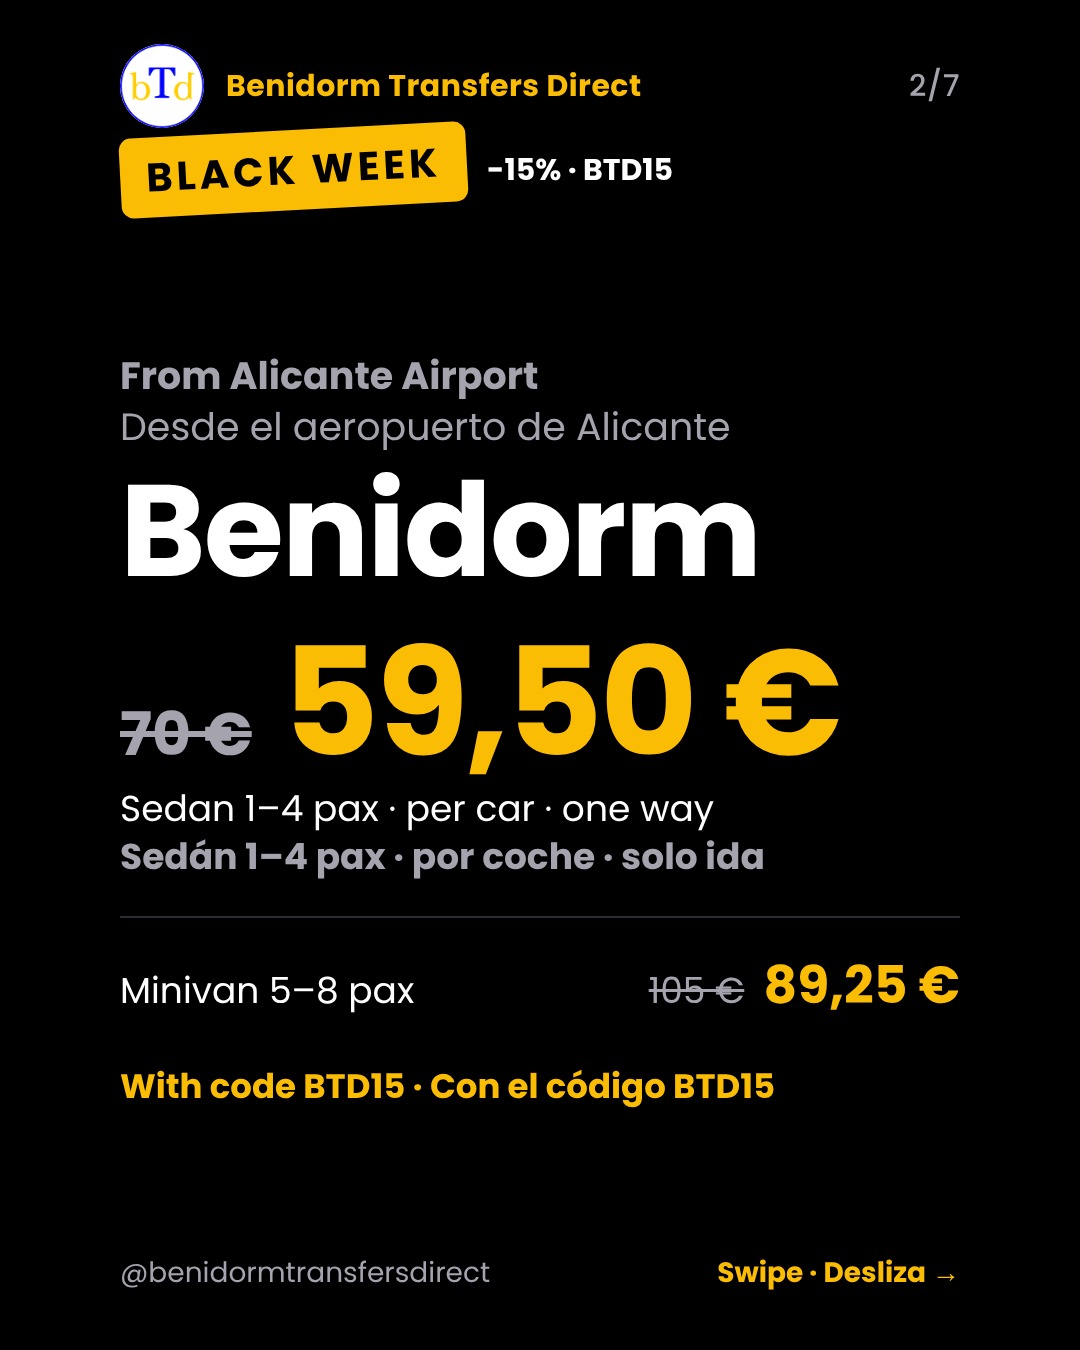 bTd
Benidorm Transfers Direct
2/7
BLACK WEEK
-15% · BTD15
From Alicante Airport
Desde el aeropuerto de Alicante
Benidorm
70 € 59,50 €
Sedan 1–4 pax · per car · one way
Sedán 1–4 pax · por coche · solo ida
Minivan 5–8 pax 105 € 89,25 €
With code BTD15 · Con el código BTD15
@benidormtransfersdirect
Swipe · Desliza →